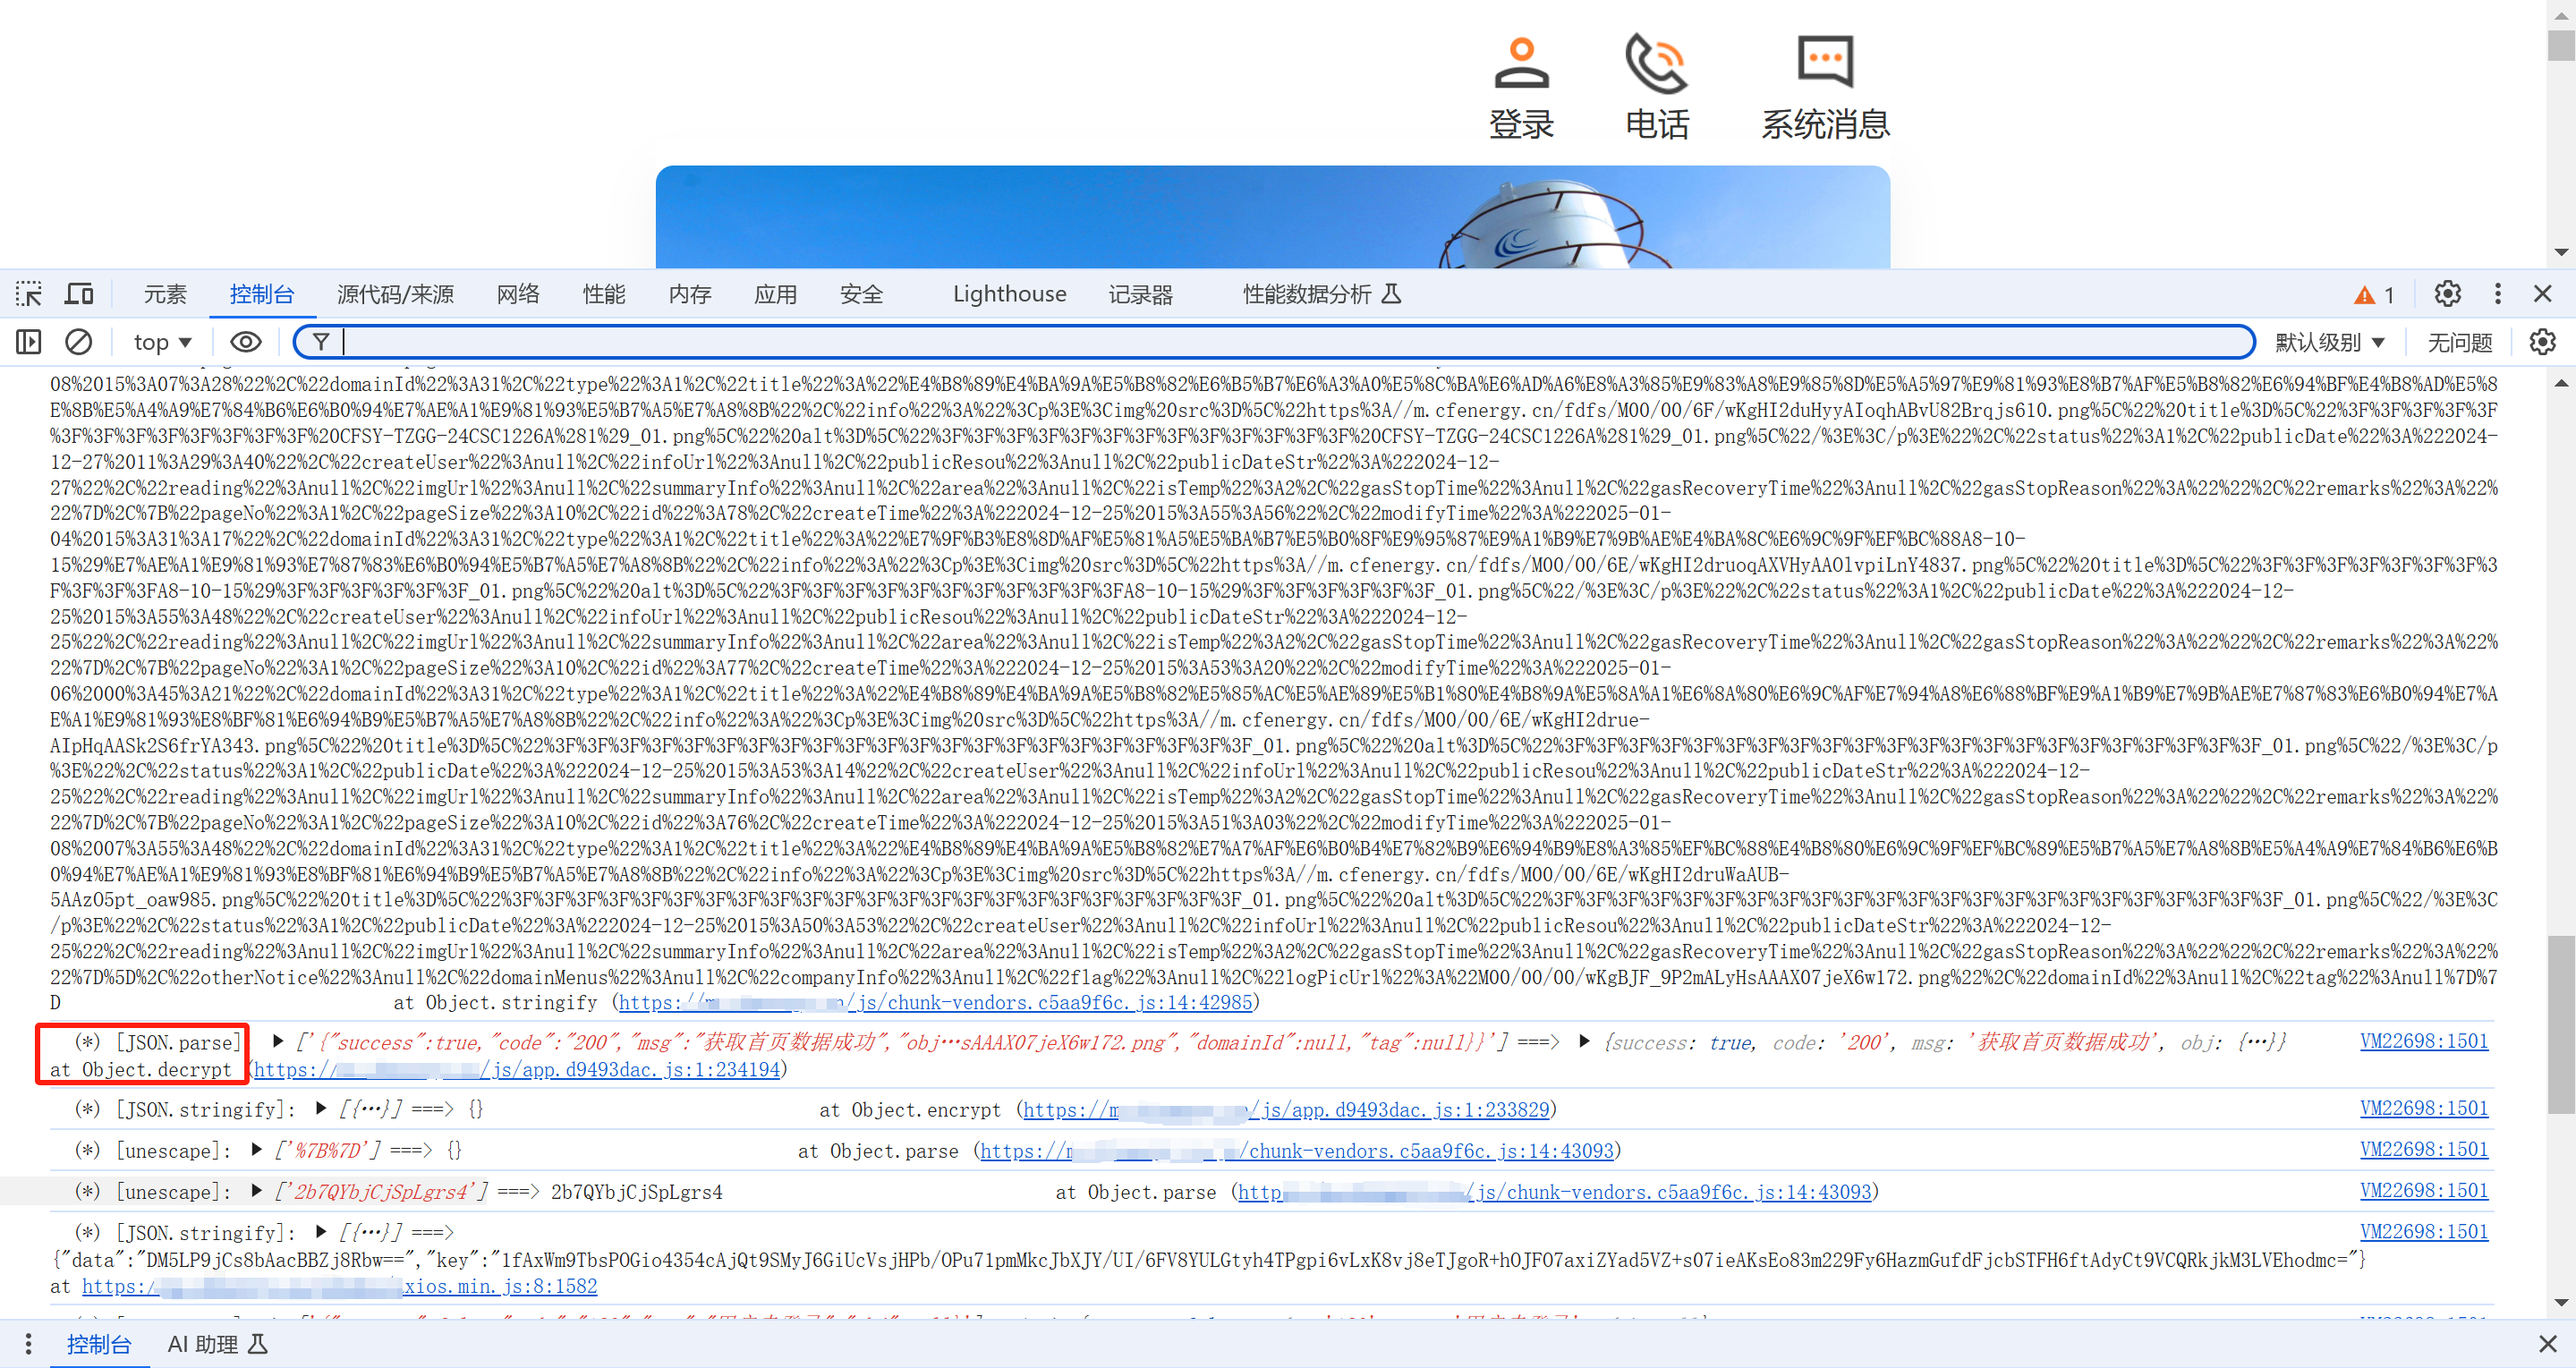 登录 电话 系统消息
元素 控制台 源代码/来源 网络 性能 内存 应用 安全 Lighthouse 记录器 性能数据分析 1
top 默认级别 无问题
08%2015%3A07%3A28%22%2C%22domainId%22%3A31%2C%22type%22%3A1%2C%22title%22%3A%22%E4%B8%89%E4%BA%9A%E5%B8%82%E6%B5%B7%E6%A3%A0%E5%8C%BA%E6%AD%A6%E8%A3%85%E9%83%A8%E9%85%8D%E5%A5%97%E9%81%93%E8%B7%AF%E5%B8%82%E6%94%BF%E4%B8%AD%E5%8
E%8B%E5%A4%A9%E7%84%B6%E6%B0%94%E7%AE%A1%E9%81%93%E5%B7%A5%E7%A8%8B%22%2C%22info%22%3A%22%3Cp%3E%3Cimg%20src%3D%5C%22https%3A//m.cfenergy.cn/fdfs/M00/00/6F/wKgHI2duHyyAIoqhABvU82Brqjs610.png%5C%22%20title%3D%5C%22%3F%3F%3F%3F%3F
%3F%3F%3F%3F%3F%3F%3F%3F%20CFSY-TZGG-24CSC1226A%281%29_01.png%5C%22%20alt%3D%5C%22%3F%3F%3F%3F%3F%3F%3F%3F%3F%3F%3F%3F%3F%20CFSY-TZGG-24CSC1226A%281%29_01.png%5C%22/%3E%3C/p%3E%22%2C%22status%22%3A1%2C%22publicDate%22%3A%222024-
12-27%2011%3A29%3A40%22%2C%22createUser%22%3Anull%2C%22infoUrl%22%3Anull%2C%22publicResou%22%3Anull%2C%22publicDateStr%22%3A%222024-12-
27%22%2C%22reading%22%3Anull%2C%22imgUrl%22%3Anull%2C%22summaryInfo%22%3Anull%2C%22area%22%3Anull%2C%22isTemp%22%3A2%2C%22gasStopTime%22%3Anull%2C%22gasRecoveryTime%22%3Anull%2C%22gasStopReason%22%3A%22%22%2C%22remarks%22%3A%22%
22%7D%2C%7B%22pageNo%22%3A1%2C%22pageSize%22%3A10%2C%22id%22%3A78%2C%22createTime%22%3A%222024-12-25%2015%3A55%3A56%22%2C%22modifyTime%22%3A%222025-01-
04%2015%3A31%3A17%22%2C%22domainId%22%3A31%2C%22type%22%3A1%2C%22title%22%3A%22%E7%9F%B3%E8%8D%AF%E5%81%A5%E5%BA%B7%E5%B0%8F%E9%95%87%E9%A1%B9%E7%9B%AE%E4%BA%8C%E6%9C%9F%EF%BC%88A8-10-
15%29%E7%AE%A1%E9%81%93%E7%87%83%E6%B0%94%E5%B7%A5%E7%A8%8B%22%2C%22info%22%3A%22%3Cp%3E%3Cimg%20src%3D%5C%22https%3A//m.cfenergy.cn/fdfs/M00/00/6E/wKgHI2druoqAXVHyAAOlvpiLnY4837.png%5C%22%20title%3D%5C%22%3F%3F%3F%3F%3F%3F%3F%3
F%3F%3F%3FA8-10-15%29%3F%3F%3F%3F%3F%3F_01.png%5C%22%20alt%3D%5C%22%3F%3F%3F%3F%3F%3F%3F%3F%3F%3F%3FA8-10-15%29%3F%3F%3F%3F%3F%3F_01.png%5C%22/%3E%3C/p%3E%22%2C%22status%22%3A1%2C%22publicDate%22%3A%222024-12-
25%2015%3A55%3A48%22%2C%22createUser%22%3Anull%2C%22infoUrl%22%3Anull%2C%22publicResou%22%3Anull%2C%22publicDateStr%22%3A%222024-12-
25%22%2C%22reading%22%3Anull%2C%22imgUrl%22%3Anull%2C%22summaryInfo%22%3Anull%2C%22area%22%3Anull%2C%22isTemp%22%3A2%2C%22gasStopTime%22%3Anull%2C%22gasRecoveryTime%22%3Anull%2C%22gasStopReason%22%3A%22%22%2C%22remarks%22%3A%22%
22%7D%2C%7B%22pageNo%22%3A1%2C%22pageSize%22%3A10%2C%22id%22%3A77%2C%22createTime%22%3A%222024-12-25%2015%3A53%3A20%22%2C%22modifyTime%22%3A%222025-01-
06%2000%3A45%3A21%22%2C%22domainId%22%3A31%2C%22type%22%3A1%2C%22title%22%3A%22%E4%B8%89%E4%BA%9A%E5%B8%82%E5%85%AC%E5%AE%89%E5%B1%80%E4%B8%9A%E5%8A%A1%E6%8A%80%E6%9C%AF%E7%94%A8%E6%88%BF%E9%A1%B9%E7%9B%AE%E7%87%83%E6%B0%94%E7%A
E%A1%E9%81%93%E8%BF%81%E6%94%B9%E5%B7%A5%E7%A8%8B%22%2C%22info%22%3A%22%3Cp%3E%3Cimg%20src%3D%5C%22https%3A//m.cfenergy.cn/fdfs/M00/00/6E/wKgHI2drue-
AIpHqAASk2S6frYA343.png%5C%22%20title%3D%5C%22%3F%3F%3F%3F%3F%3F%3F%3F%3F%3F%3F%3F%3F%3F%3F%3F%3F%3F%3F%3F%3F%3F_01.png%5C%22%20alt%3D%5C%22%3F%3F%3F%3F%3F%3F%3F%3F%3F%3F%3F%3F%3F%3F%3F%3F%3F%3F%3F%3F%3F%3F_01.png%5C%22/%3E%3C/p
%3E%22%2C%22status%22%3A1%2C%22publicDate%22%3A%222024-12-25%2015%3A53%3A14%22%2C%22createUser%22%3Anull%2C%22infoUrl%22%3Anull%2C%22publicResou%22%3Anull%2C%22publicDateStr%22%3A%222024-12-
25%22%2C%22reading%22%3Anull%2C%22imgUrl%22%3Anull%2C%22summaryInfo%22%3Anull%2C%22area%22%3Anull%2C%22isTemp%22%3A2%2C%22gasStopTime%22%3Anull%2C%22gasRecoveryTime%22%3Anull%2C%22gasStopReason%22%3A%22%22%2C%22remarks%22%3A%22%
22%7D%2C%7B%22pageNo%22%3A1%2C%22pageSize%22%3A10%2C%22id%22%3A76%2C%22createTime%22%3A%222024-12-25%2015%3A51%3A03%22%2C%22modifyTime%22%3A%222025-01-
08%2007%3A55%3A48%22%2C%22domainId%22%3A31%2C%22type%22%3A1%2C%22title%22%3A%22%E4%B8%89%E4%BA%9A%E5%B8%82%E7%A7%AF%E6%B0%B4%E7%82%B9%E6%94%B9%E8%A3%85%EF%BC%88%E4%B8%80%E6%9C%9F%EF%BC%89%E5%B7%A5%E7%A8%8B%E5%A4%A9%E7%84%B6%E6%B
0%94%E7%AE%A1%E9%81%93%E8%BF%81%E6%94%B9%E5%B7%A5%E7%A8%8B%22%2C%22info%22%3A%22%3Cp%3E%3Cimg%20src%3D%5C%22https%3A//m.cfenergy.cn/fdfs/M00/00/6E/wKgHI2druWaAUB-
5AAzO5pt_oaw985.png%5C%22%20title%3D%5C%22%3F%3F%3F%3F%3F%3F%3F%3F%3F%3F%3F%3F%3F%3F%3F%3F%3F%3F%3F%3F%3F%3F%3F_01.png%5C%22%20alt%3D%5C%22%3F%3F%3F%3F%3F%3F%3F%3F%3F%3F%3F%3F%3F%3F%3F%3F%3F%3F%3F%3F%3F%3F%3F_01.png%5C%22/%3E%3C
/p%3E%22%2C%22status%22%3A1%2C%22publicDate%22%3A%222024-12-25%2015%3A50%3A53%22%2C%22createUser%22%3Anull%2C%22infoUrl%22%3Anull%2C%22publicResou%22%3Anull%2C%22publicDateStr%22%3A%222024-12-
25%22%2C%22reading%22%3Anull%2C%22imgUrl%22%3Anull%2C%22summaryInfo%22%3Anull%2C%22area%22%3Anull%2C%22isTemp%22%3A2%2C%22gasStopTime%22%3Anull%2C%22gasRecoveryTime%22%3Anull%2C%22gasStopReason%22%3A%22%22%2C%22remarks%22%3A%22%
22%7D%5D%2C%22otherNotice%22%3Anull%2C%22domainMenus%22%3Anull%2C%22companyInfo%22%3Anull%2C%22flag%22%3Anull%2C%22logPicUrl%22%3A%22M00/00/00/wKgBJF_9P2mALyHsAAAX07jeX6w172.png%22%2C%22domainId%22%3Anull%2C%22tag%22%3Anull%7D%7
D at Object.stringify (https://m /js/chunk-vendors.c5aa9f6c.js:14:42985)
(*) [JSON.parse] ▶ ['{"success":true,"code":"200","msg":"获取首页数据成功","obj…sAAAX07jeX6w172.png","domainId":null,"tag":null}}'] ===> ▶ {success: true, code: '200', msg: '获取首页数据成功', obj: {…}} VM22698:1501
at Object.decrypt (https:// /js/app.d9493dac.js:1:234194)
(*) [JSON.stringify]: ▶ [{…}] ===> {} at Object.encrypt (https://m /js/app.d9493dac.js:1:233829) VM22698:1501
(*) [unescape]: ▶ ['%7B%7D'] ===> {} at Object.parse (https:// /chunk-vendors.c5aa9f6c.js:14:43093) VM22698:1501
(*) [unescape]: ▶ ['2b7QYbjCjSpLgrs4'] ===> 2b7QYbjCjSpLgrs4 at Object.parse (http /js/chunk-vendors.c5aa9f6c.js:14:43093) VM22698:1501
(*) [JSON.stringify]: ▶ [{…}] ===> VM22698:1501
{"data":"DM5LP9jCs8bAacBBZj8Rbw==","key":"1fAxWm9TbsPOGio4354cAjQt9SMyJ6GiUcVsjHPb/OPu71pmMkcJbXJY/UI/6FV8YULGtyh4TPgpi6vLxK8vj8eTJgoR+hOJFO7axiZYad5VZ+sO7ieAKsEo83m229Fy6HazmGufdFjcbSTFH6ftAdyCt9VCQRkjkM3LVEhodmc="}
at https:/ xios.min.js:8:1582
控制台 AI 助理